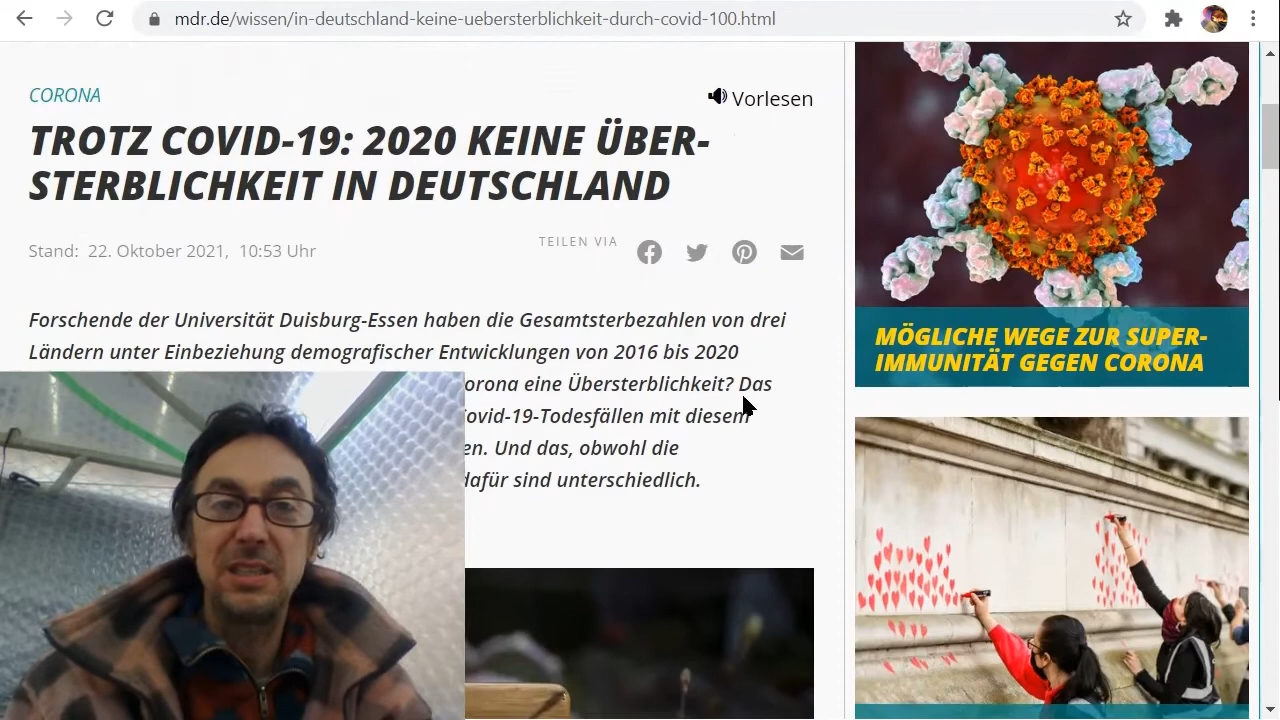 mdr.de/wissen/in-deutschland-keine-uebersterblichkeit-durch-covid-100.html
CORONA
Vorlesen
TROTZ COVID-19: 2020 KEINE ÜBER-
STERBLICHKEIT IN DEUTSCHLAND
Stand: 22. Oktober 2021, 10:53 Uhr
TEILEN VIA
Forschende der Universität Duisburg-Essen haben die Gesamtsterbezahlen von drei
Ländern unter Einbeziehung demografischer Entwicklungen von 2016 bis 2020
orona eine Übersterblichkeit? Das
ovid-19-Todesfällen mit diesem
en. Und das, obwohl die
dafür sind unterschiedlich.
MÖGLICHE WEGE ZUR SUPER-
IMMUNITÄT GEGEN CORONA